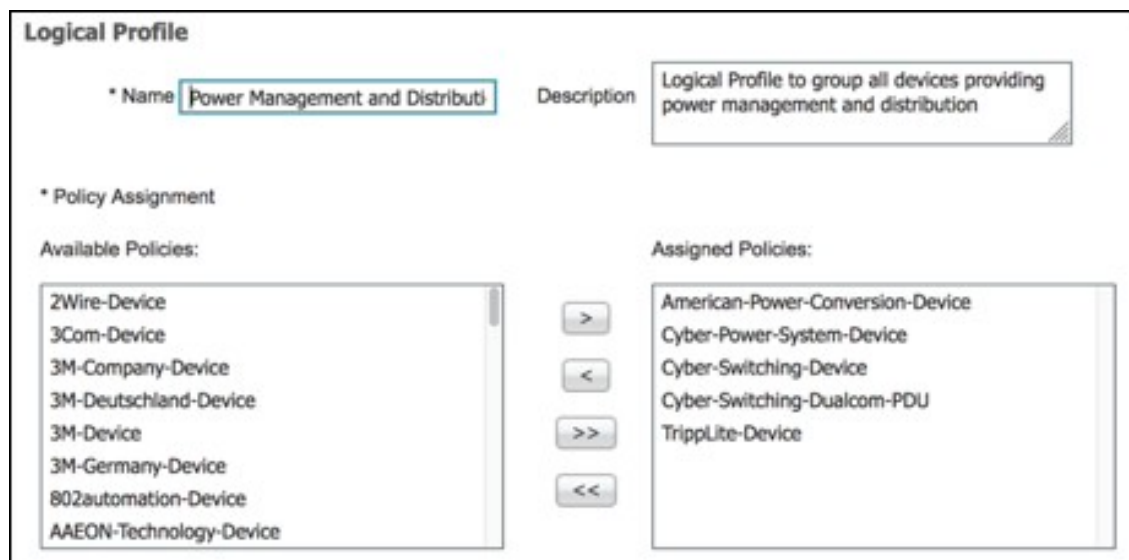 Logical Profile
* Name Power Management and Distributi
Description Logical Profile to group all devices providing
power management and distribution
* Policy Assignment
Available Policies:
2Wire-Device
3Com-Device
3M-Company-Device
3M-Deutschland-Device
3M-Device
3M-Germany-Device
802automation-Device
AAEON-Technology-Device
>
<
>>
<<
Assigned Policies:
American-Power-Conversion-Device
Cyber-Power-System-Device
Cyber-Switching-Device
Cyber-Switching-Dualcom-PDU
TrippLite-Device